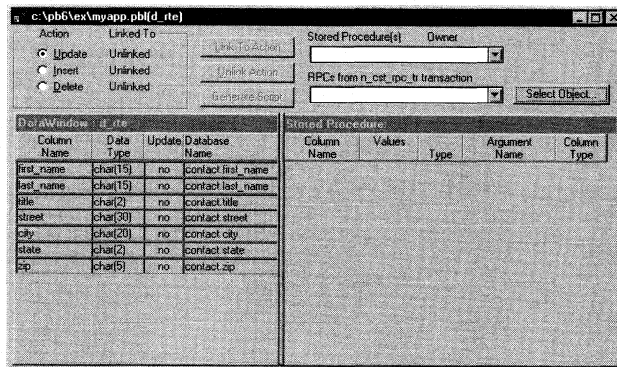 c:\pb6\ex\myapp.pbl(d_rte)
Action Linked To
Update Unlinked
Insert Unlinked
Delete Unlinked
Link To Action
Unlink Action
Generate Script
Stored Procedure(s) Owner
RPCs from n_cst_rpc_tr transaction
Select Object...
DataWindow : d_rte
Column Name Data Type Update Database Name
first_name char(15) no contact.first_name
last_name char(15) no contact.last_name
title char(2) no contact.title
street char(30) no contact.street
city char(20) no contact.city
state char(2) no contact.state
zip char(5) no contact.zip
Stored Procedure:
Column Name Values Type Argument Name Column Type